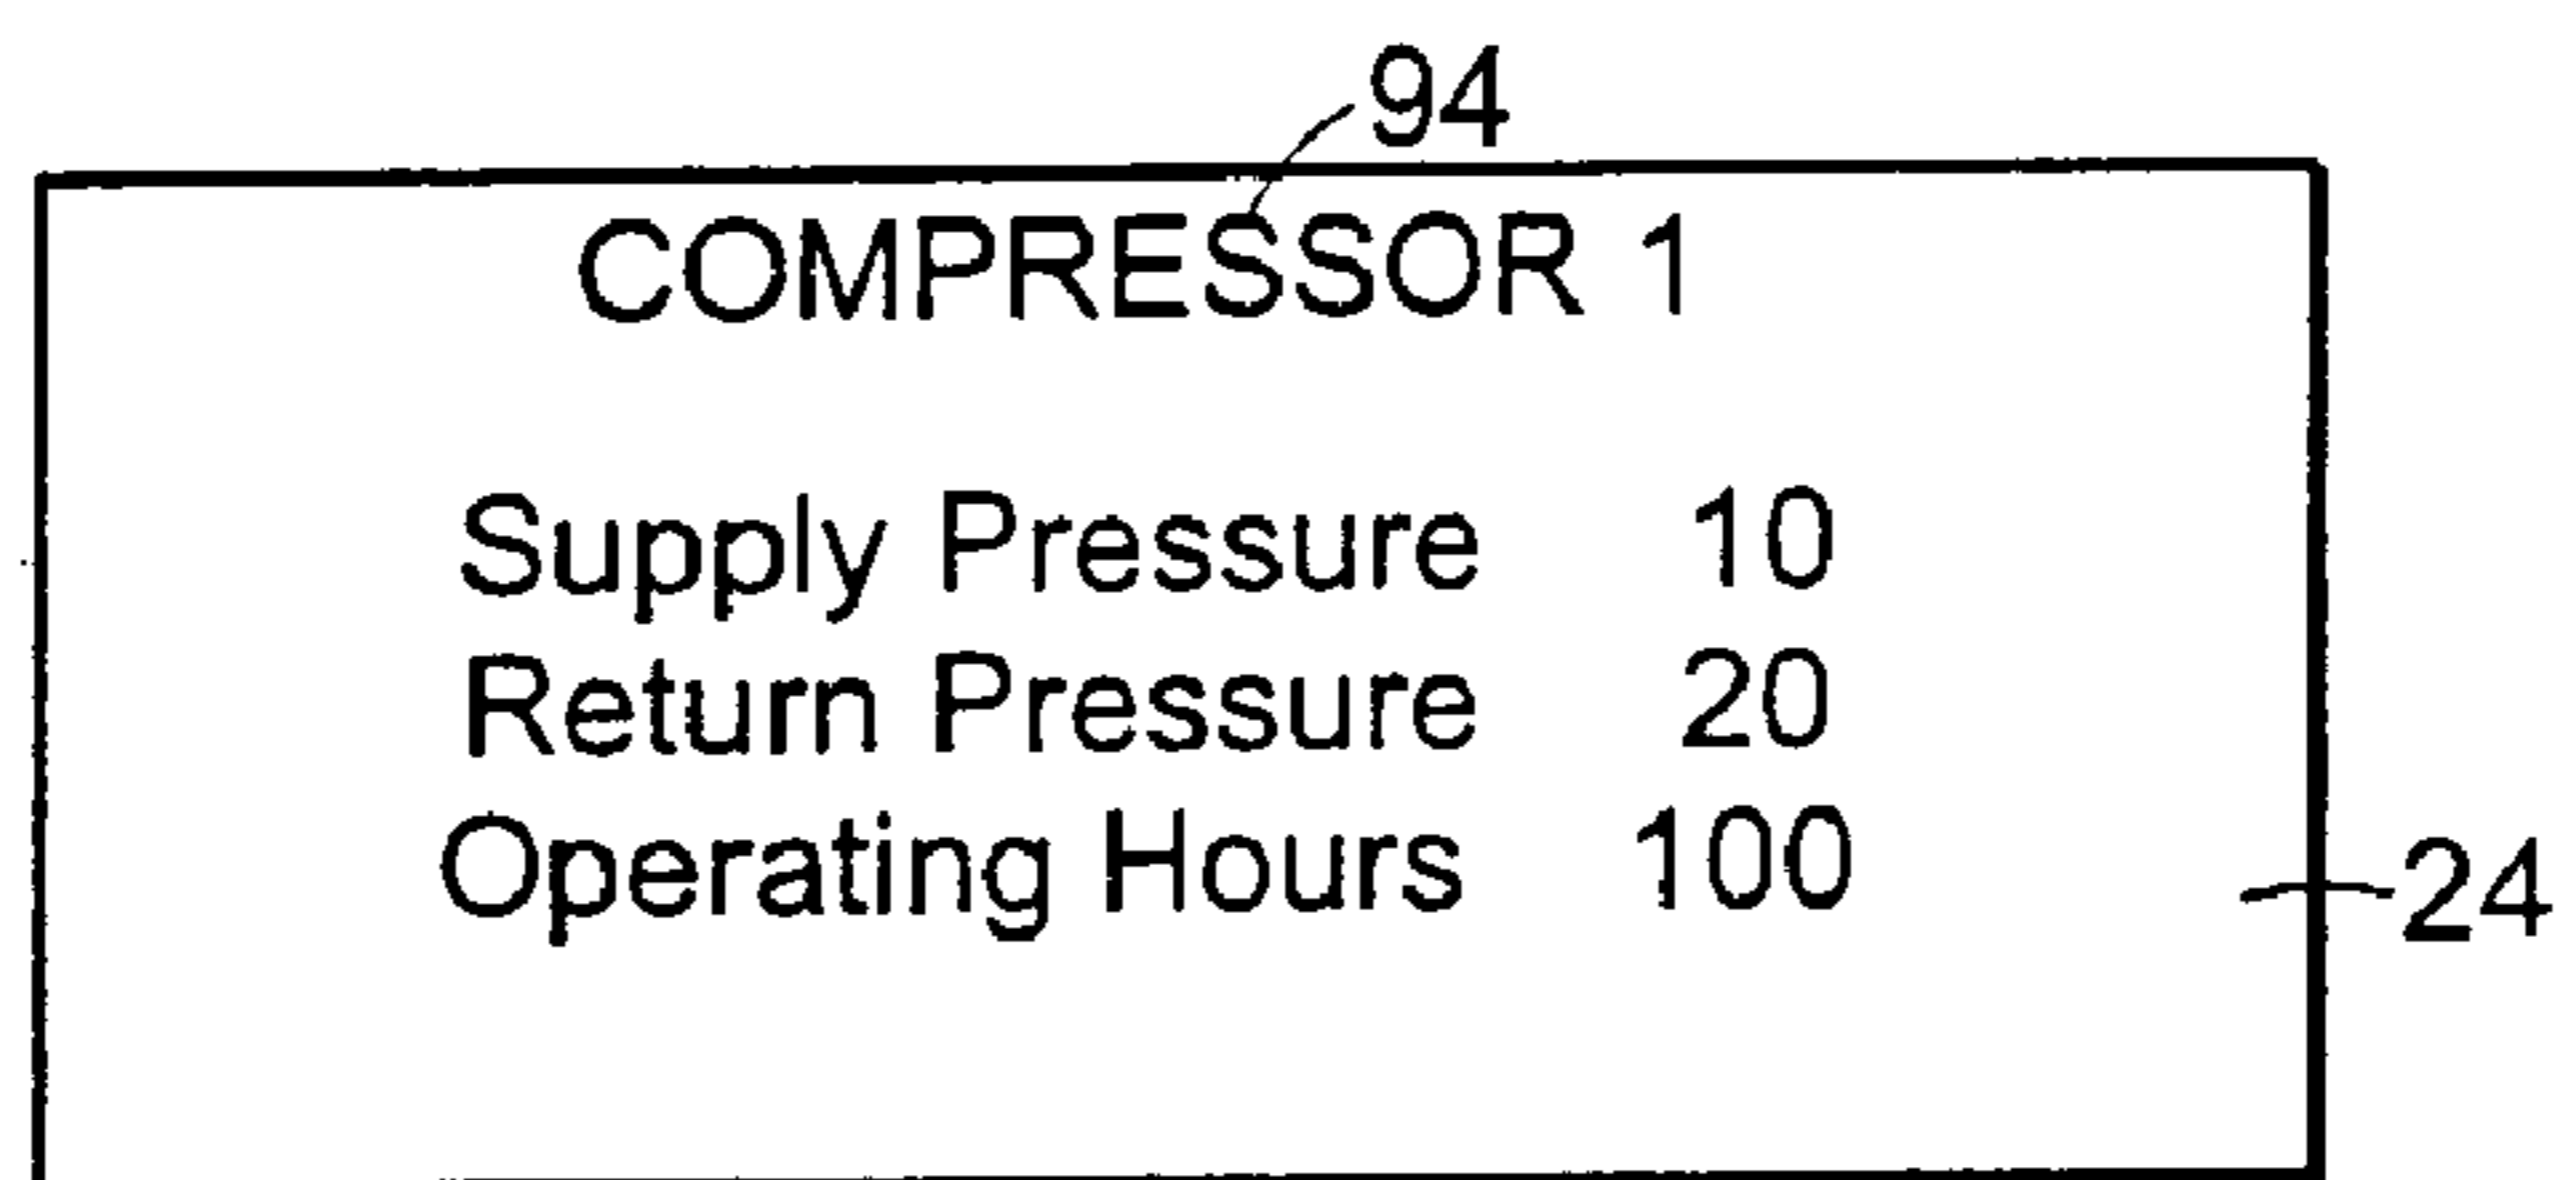 94
COMPRESSOR 1
Supply Pressure 10
Return Pressure 20
Operating Hours 100
24